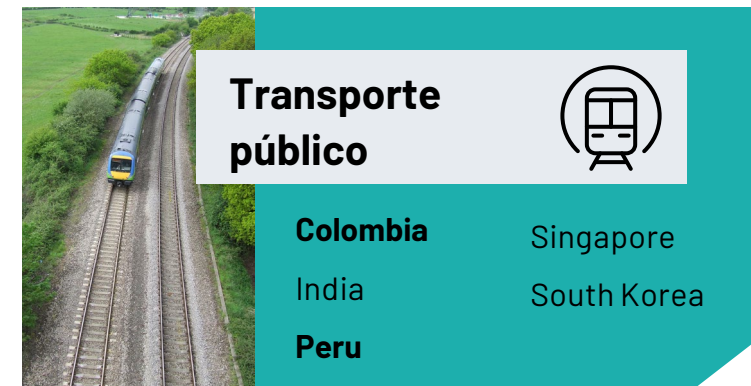 Transporte
público
Colombia
India
Peru
Singapore
South Korea